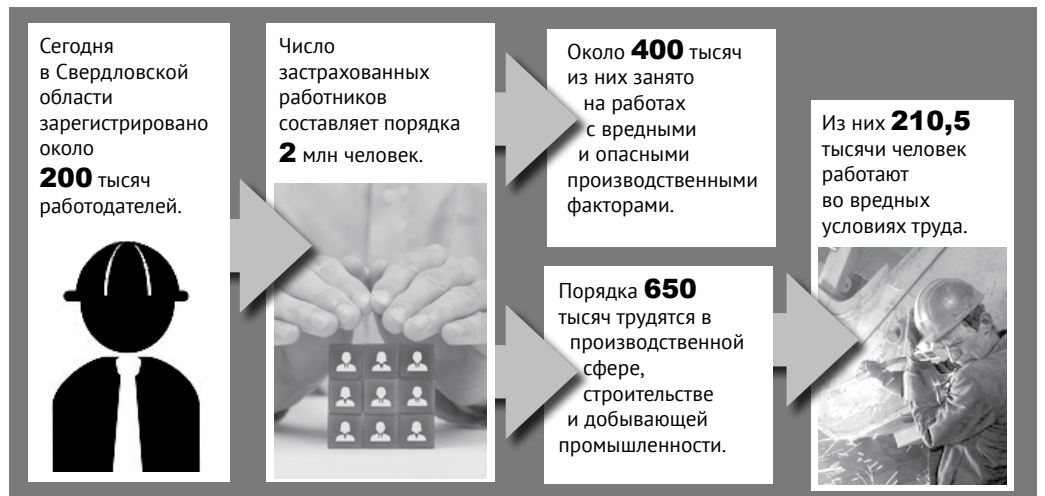 Сегодня
в Свердловской
области
зарегистрировано
около
200 тысяч
работодателей.
Число
застрахованных
работников
составляет порядка
2 млн человек.
Около 400 тысяч
из них занято
на работах
с вредными
и опасными
производственными
факторами.
Порядка 650
тысяч трудятся в
производственной
сфере,
строительстве
и добывающей
промышленности.
Из них 210,5
тысячи человек
работают
во вредных
условиях труда.